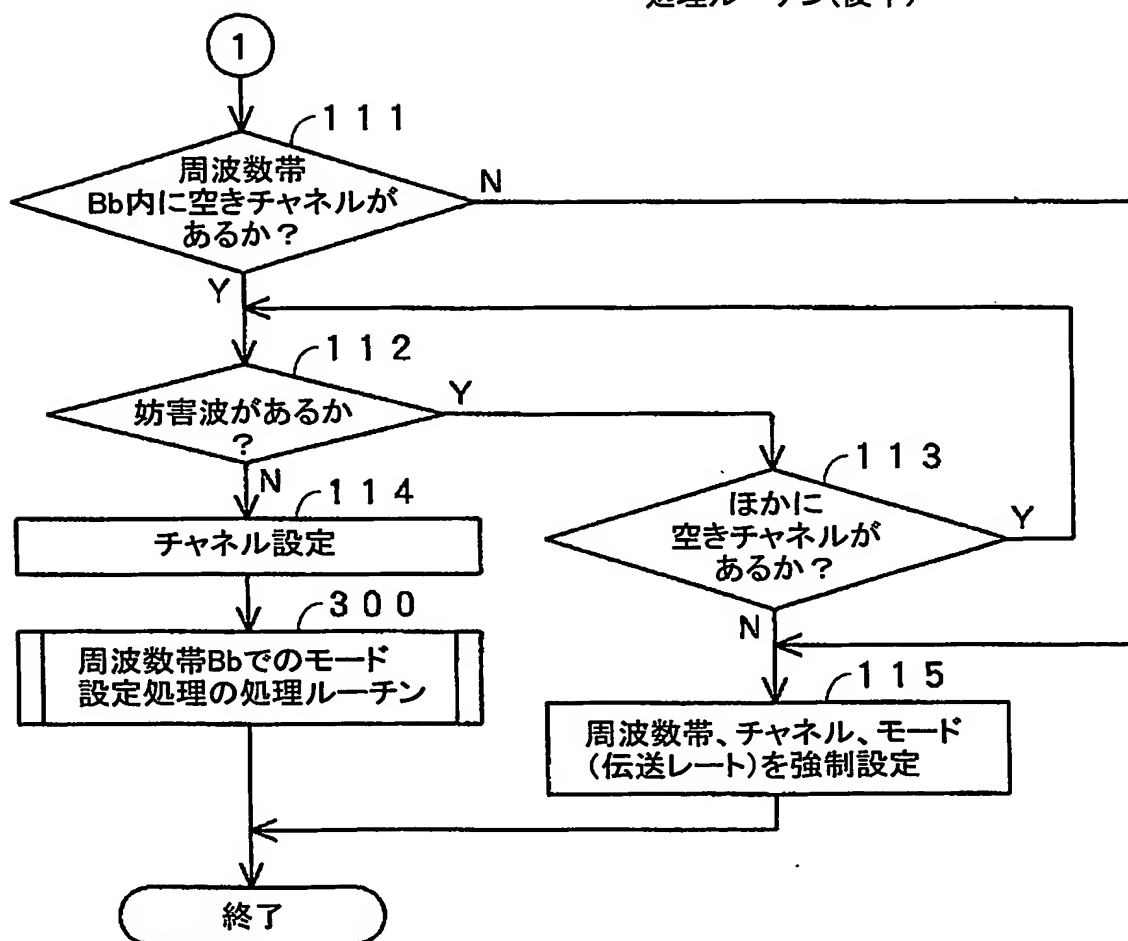 1
111
周波数帯
Bb内に空きチャネルが
あるか?
N
Y
112
妨害波があるか
?
Y
N
113
ほかに
空きチャネルが
あるか?
Y
N
114
チャネル設定
300
周波数帯Bbでのモード
設定処理の処理ルーチン
115
周波数帯、チャネル、モード
(伝送レート)を強制設定
終了